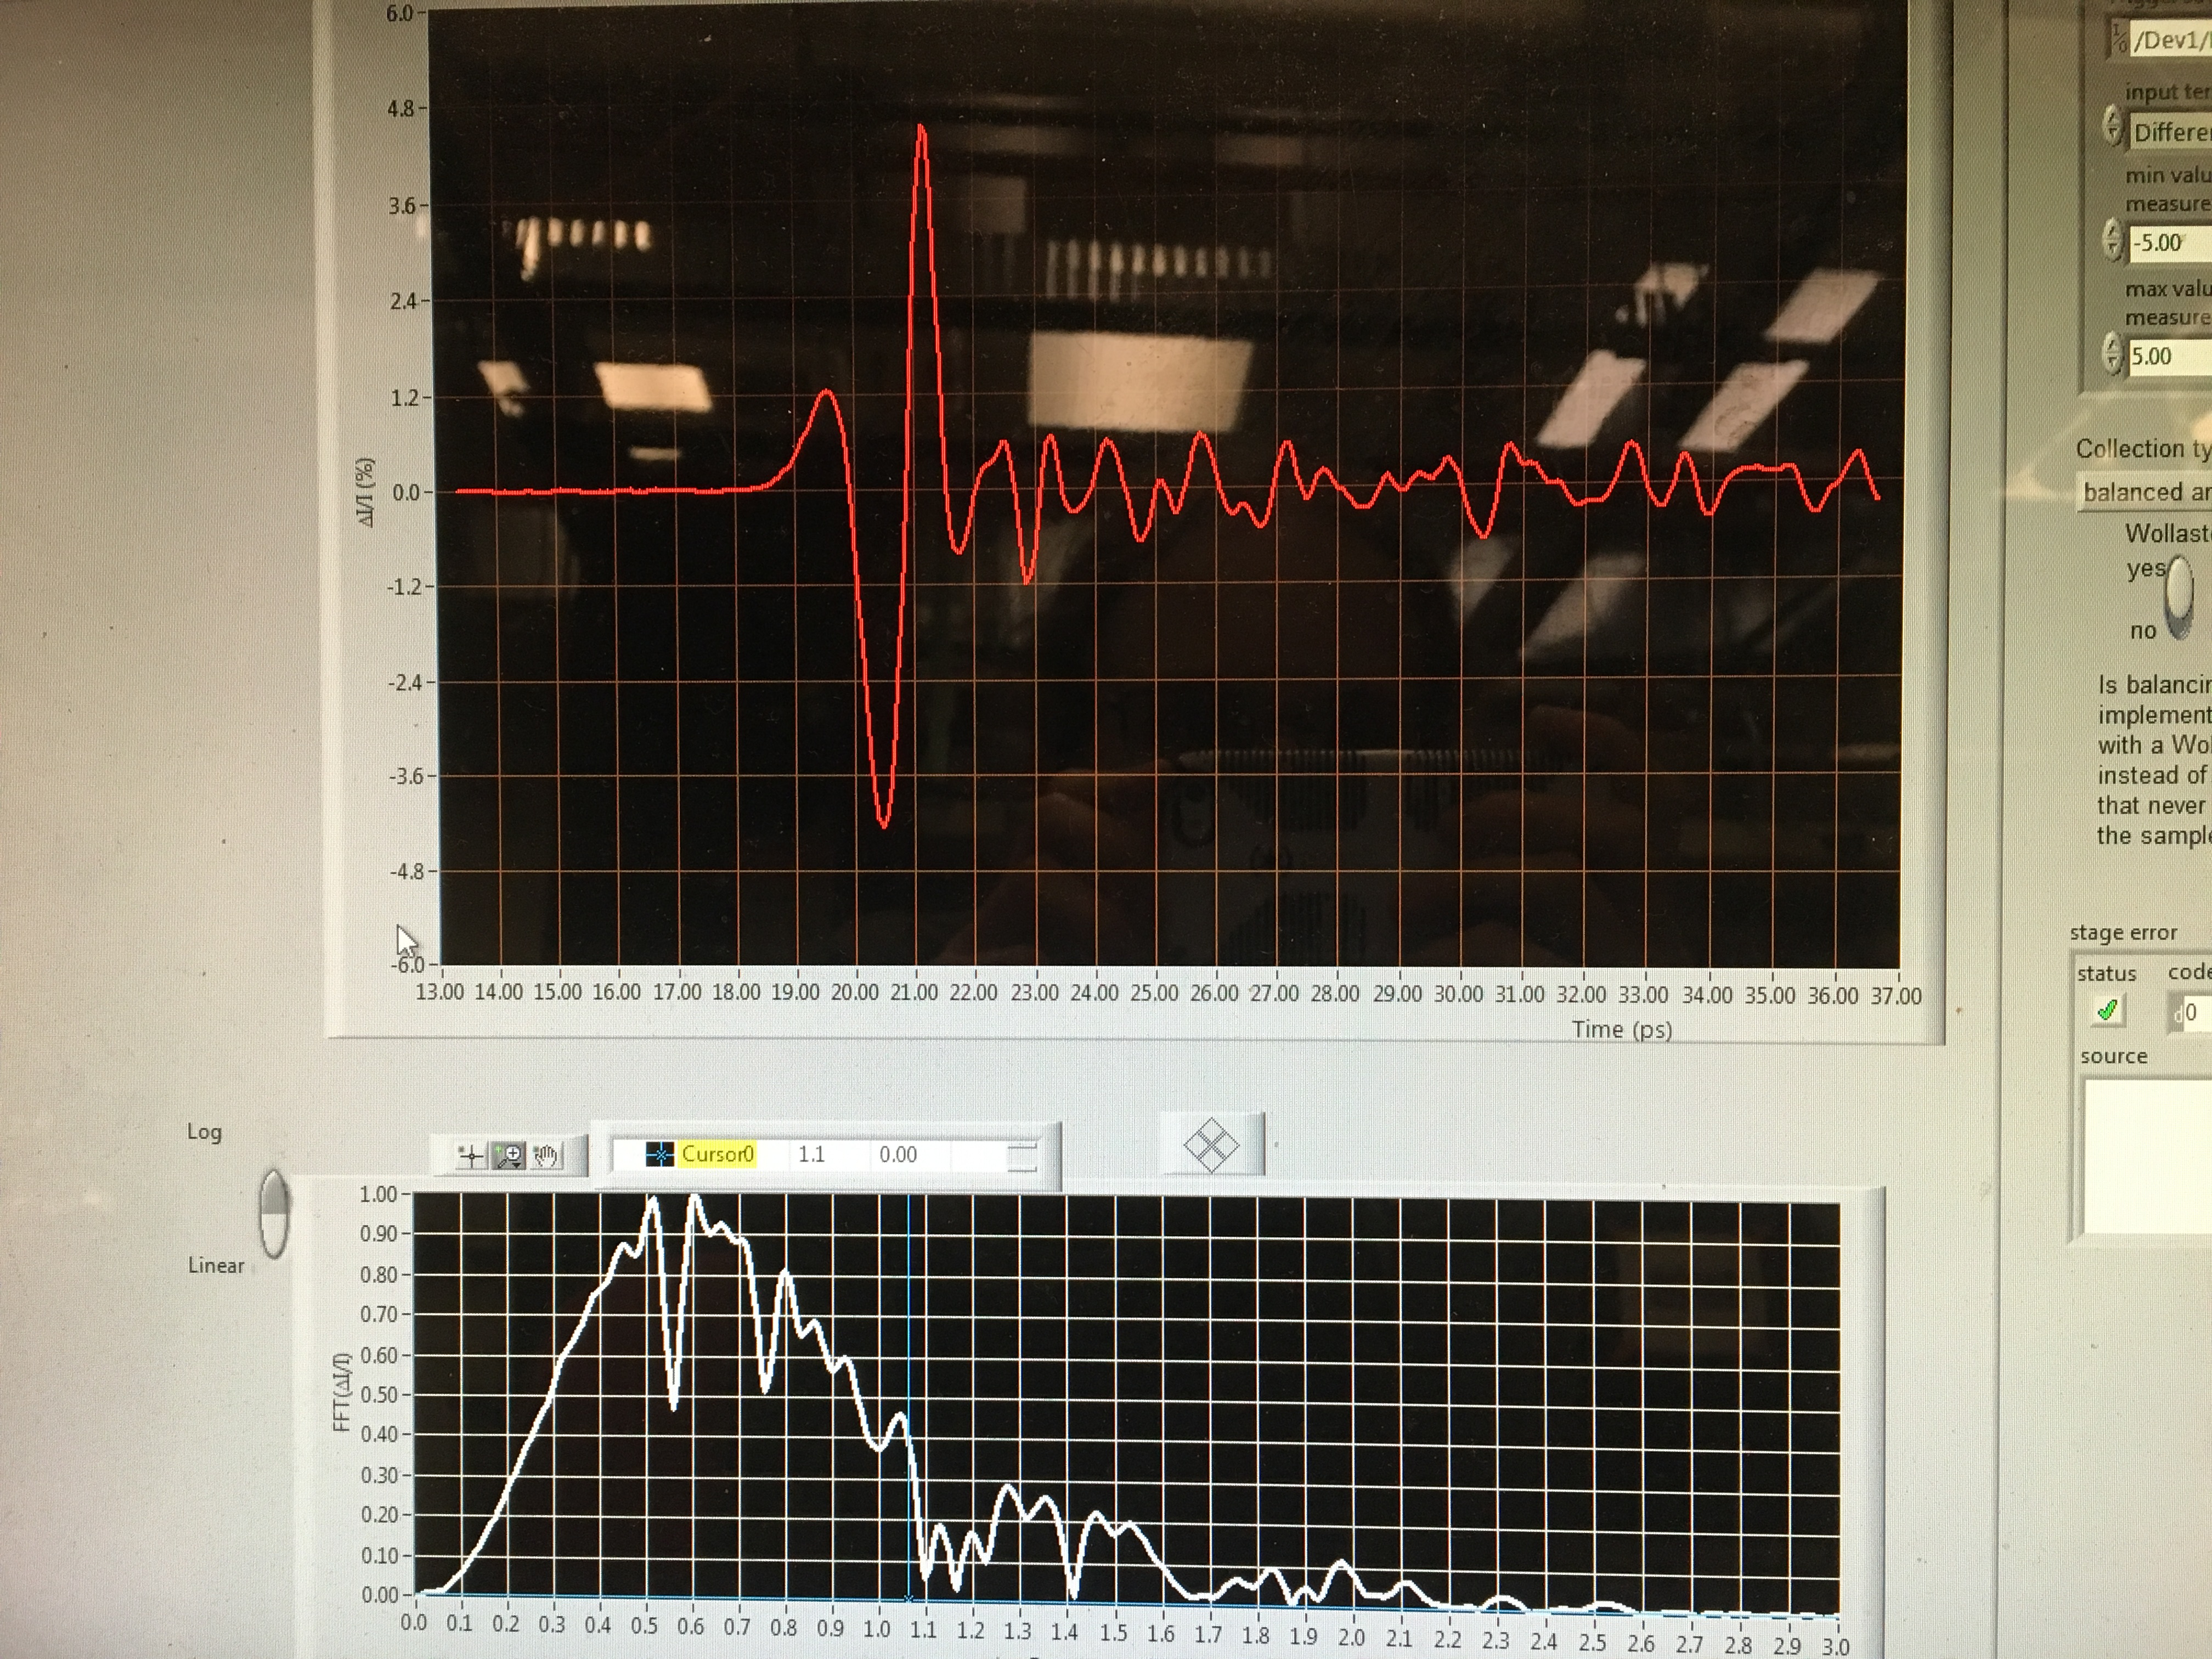 6.0
4.8
3.6
2.4
1.2
0.0
-1.2
-2.4
-3.6
-4.8
-6.0
ΔI/I (%)
13.00 14.00 15.00 16.00 17.00 18.00 19.00 20.00 21.00 22.00 23.00 24.00 25.00 26.00 27.00 28.00 29.00 30.00 31.00 32.00 33.00 34.00 35.00 36.00 37.00
Time (ps)
/Dev1/
input ter
Differe
min valu
measure
-5.00
max valu
measure
5.00
Collection ty
balanced ar
Wollast
yes
no
Is balancin
implement
with a Wo
instead of
that never
the sampl
stage error
status code
d0
source
Log
Linear
Cursor0 1.1 0.00
1.00
0.90
0.80
0.70
0.60
0.50
0.40
0.30
0.20
0.10
0.00
FFT(ΔI/I)
0.0 0.1 0.2 0.3 0.4 0.5 0.6 0.7 0.8 0.9 1.0 1.1 1.2 1.3 1.4 1.5 1.6 1.7 1.8 1.9 2.0 2.1 2.2 2.3 2.4 2.5 2.6 2.7 2.8 2.9 3.0